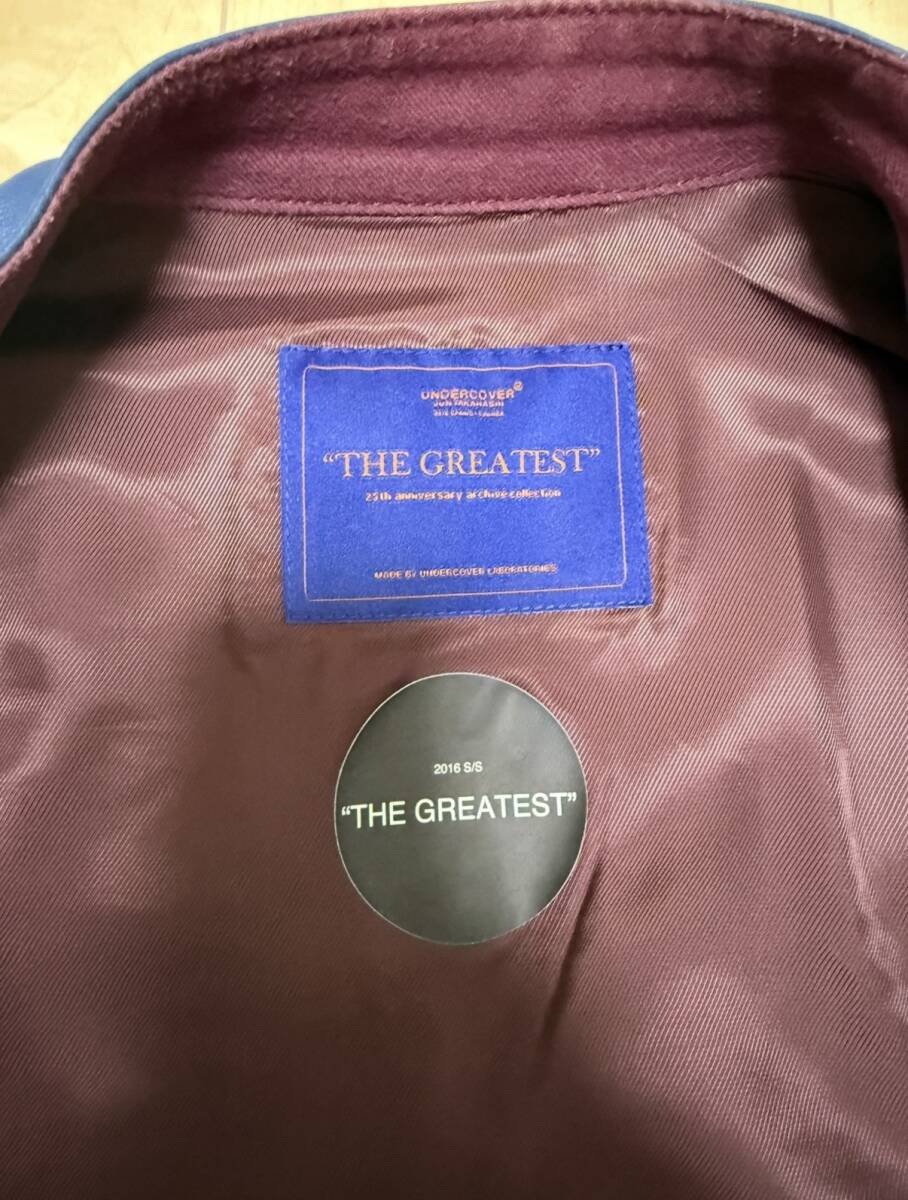 UNDERCOVER®
JUN TAKAHASHI
"THE GREATEST"
25th anniversary archive collection
MADE BY UNDERCOVER LABORATORIES
2016 S/S
"THE GREATEST"